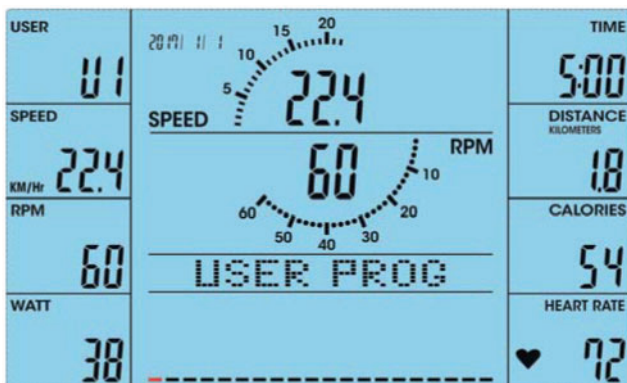 USER
U1
SPEED
KM/Hr 22.4
RPM
60
WATT
38
2017/ 1/ 1
5
10
15
20
SPEED
22.4
60
RPM
10
20
30
40
50
60
USER PROG
TIME
5:00
DISTANCE
KILOMETERS
1.8
CALORIES
54
HEART RATE
72